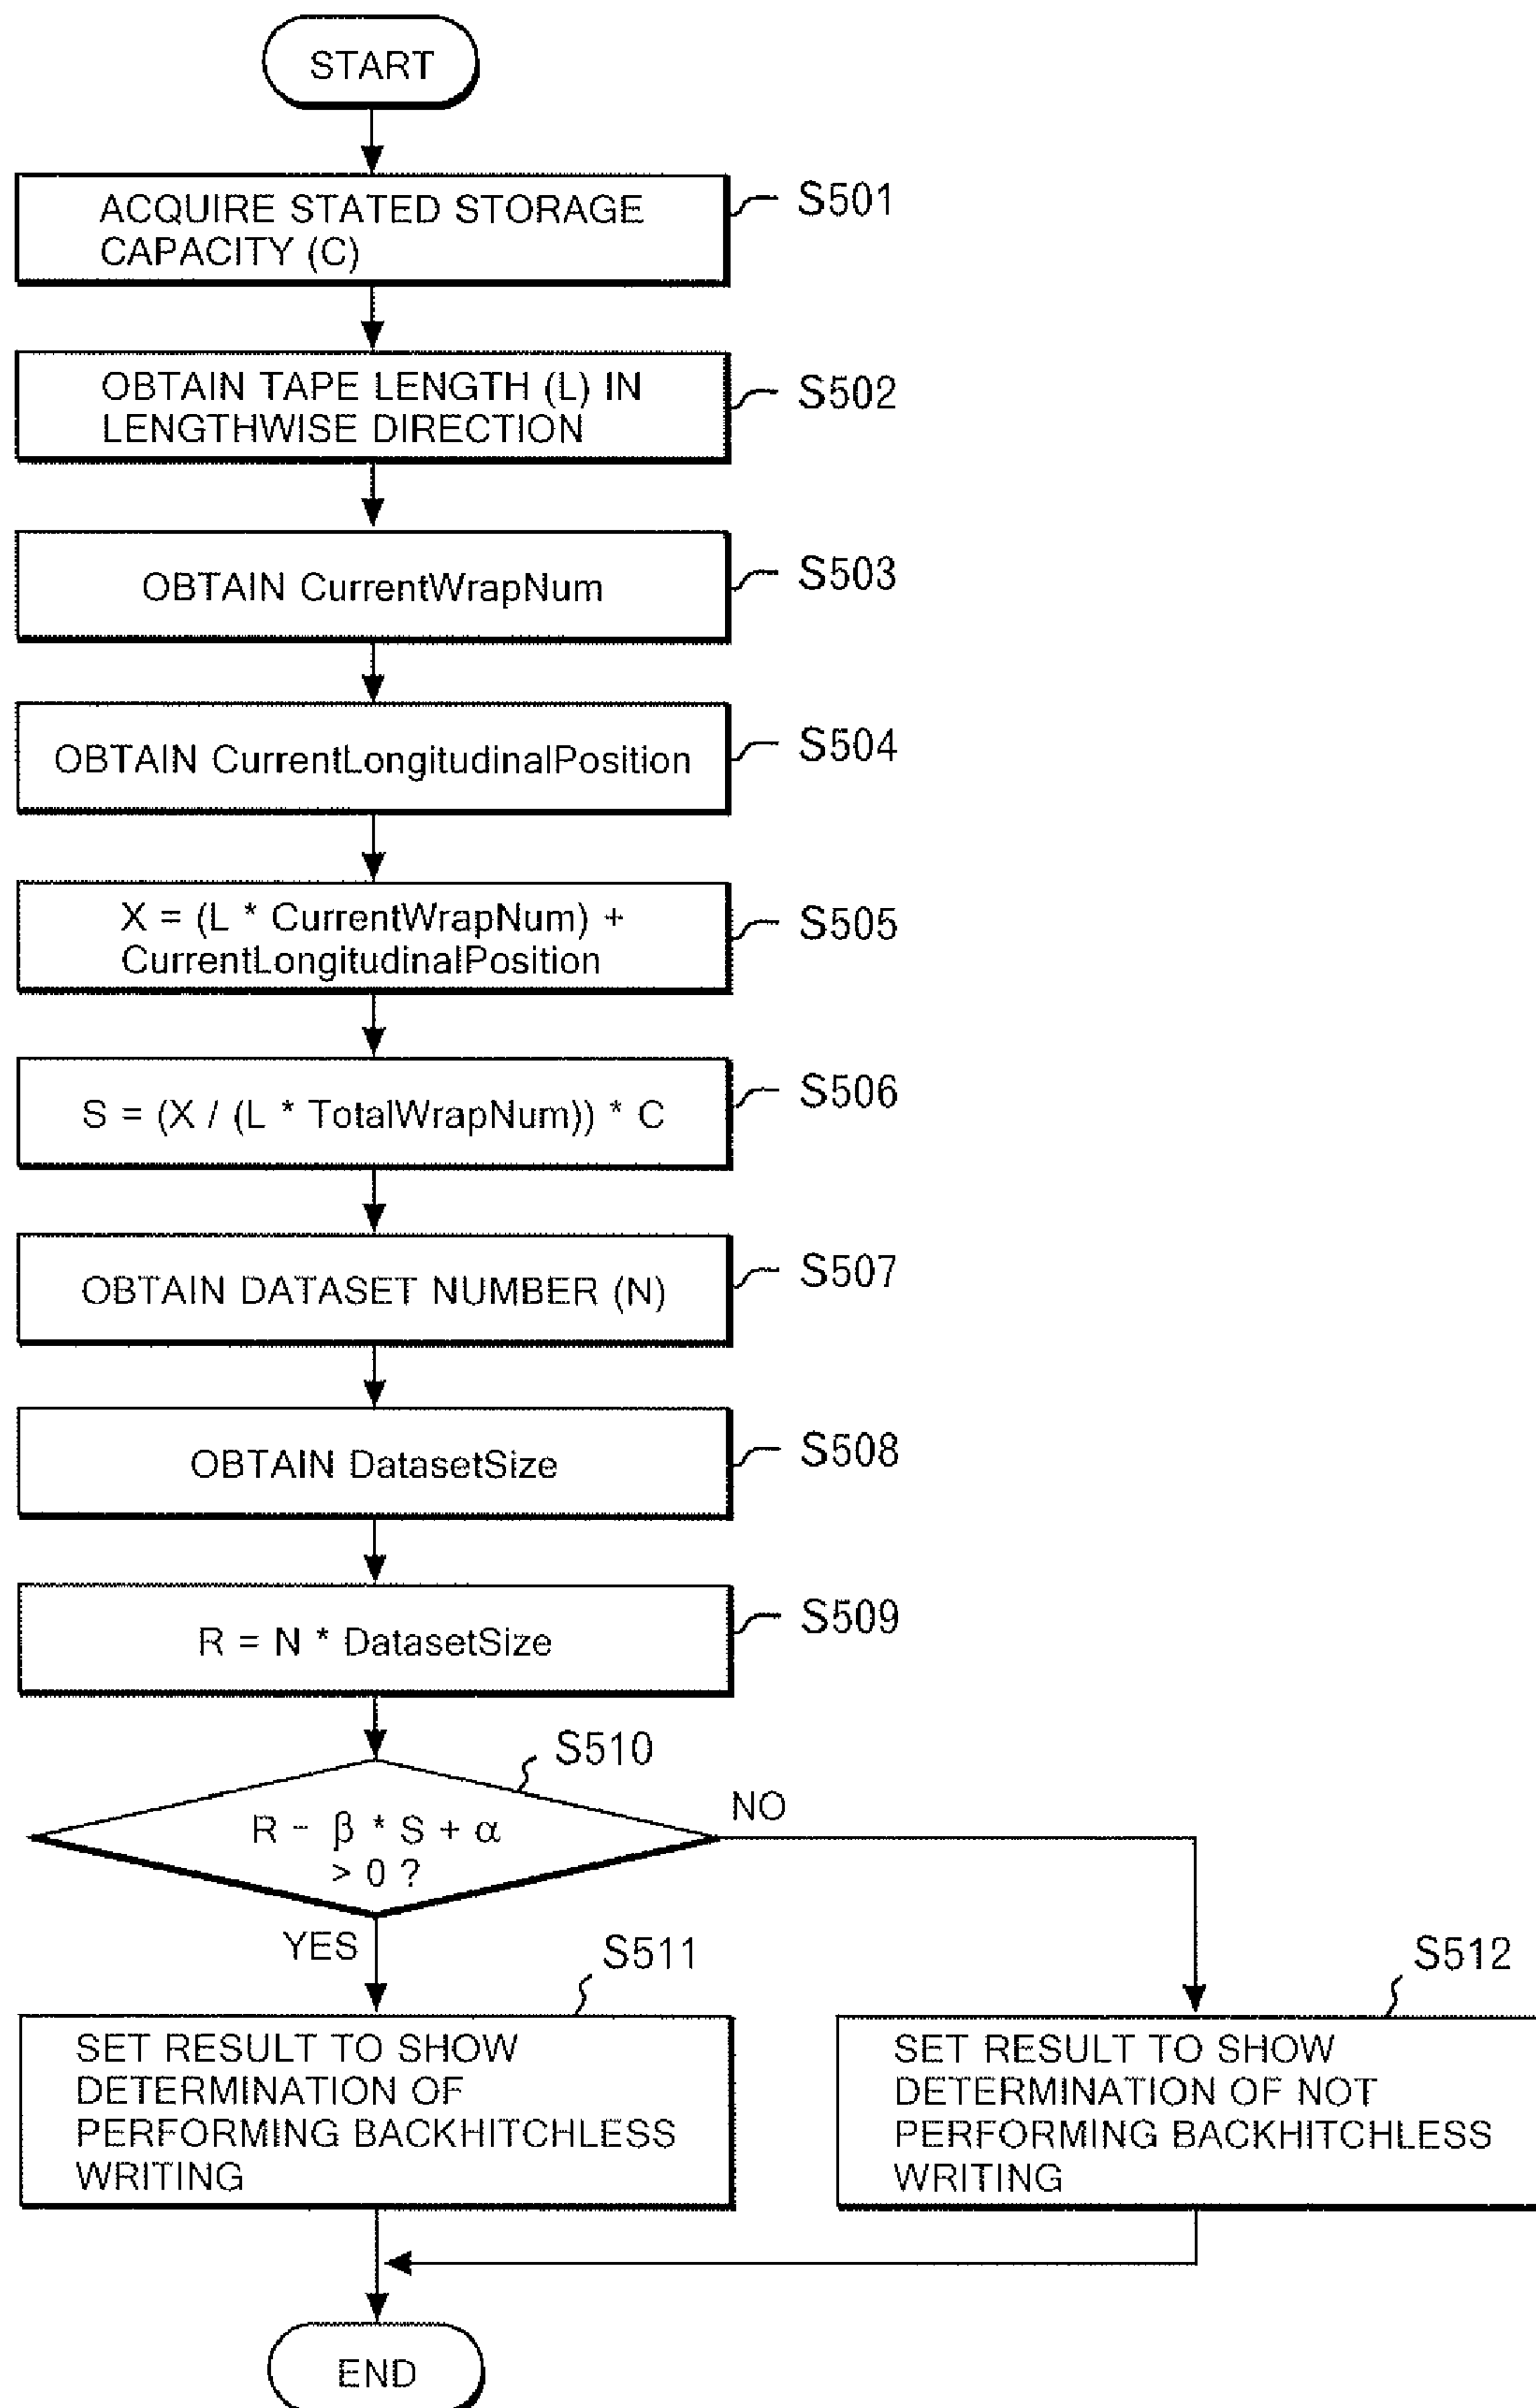 START
ACQUIRE STATED STORAGE
CAPACITY (C)
S501
OBTAIN TAPE LENGTH (L) IN
LENGTHWISE DIRECTION
S502
OBTAIN CurrentWrapNum
S503
OBTAIN CurrentLongitudinalPosition
S504
X = (L * CurrentWrapNum) +
CurrentLongitudinalPosition
S505
S = (X / (L * TotalWrapNum)) * C
S506
OBTAIN DATASET NUMBER (N)
S507
OBTAIN DatasetSize
S508
R = N * DatasetSize
S509
S510
R - β * S + α
> 0 ?
NO
YES
S511
SET RESULT TO SHOW
DETERMINATION OF
PERFORMING BACKHITCHLESS
WRITING
S512
SET RESULT TO SHOW
DETERMINATION OF NOT
PERFORMING BACKHITCHLESS
WRITING
END